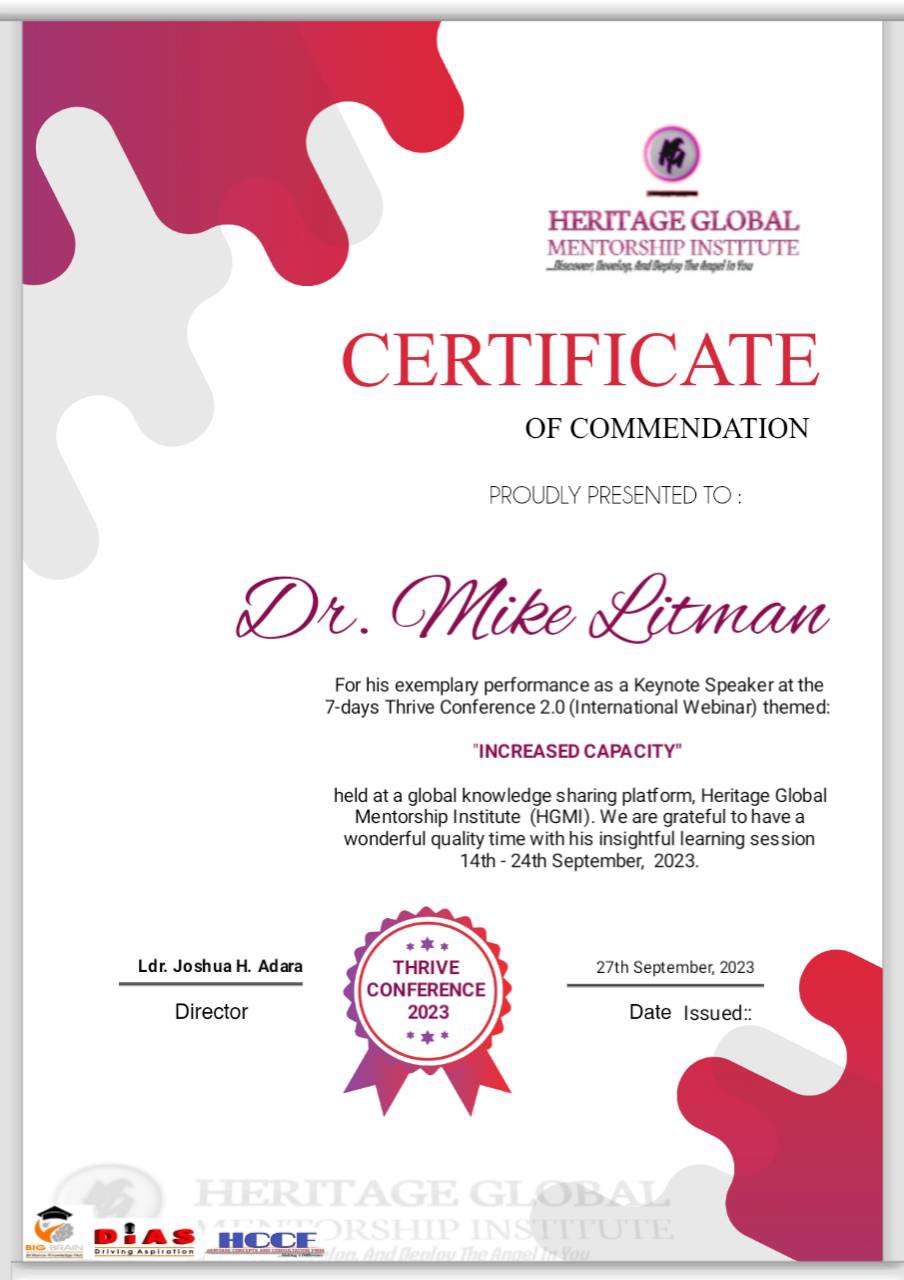 HERITAGE GLOBAL
MENTORSHIP INSTITUTE
...Discover, Develop, And Deploy The Angel In You
CERTIFICATE
OF COMMENDATION
PROUDLY PRESENTED TO :
Dr. Mike Litman
For his exemplary performance as a Keynote Speaker at the
7-days Thrive Conference 2.0 (International Webinar) themed:
"INCREASED CAPACITY"
held at a global knowledge sharing platform, Heritage Global
Mentorship Institute (HGMI). We are grateful to have a
wonderful quality time with his insightful learning session
14th - 24th September, 2023.
Ldr. Joshua H. Adara
Director
THRIVE
CONFERENCE
2023
27th September, 2023
Date Issued::
HERITAGE GLOBAL
MENTORSHIP INSTITUTE
And Deploy The Angel In You
BIG BRAIN
DiAS
Driving Aspiration
HCCF